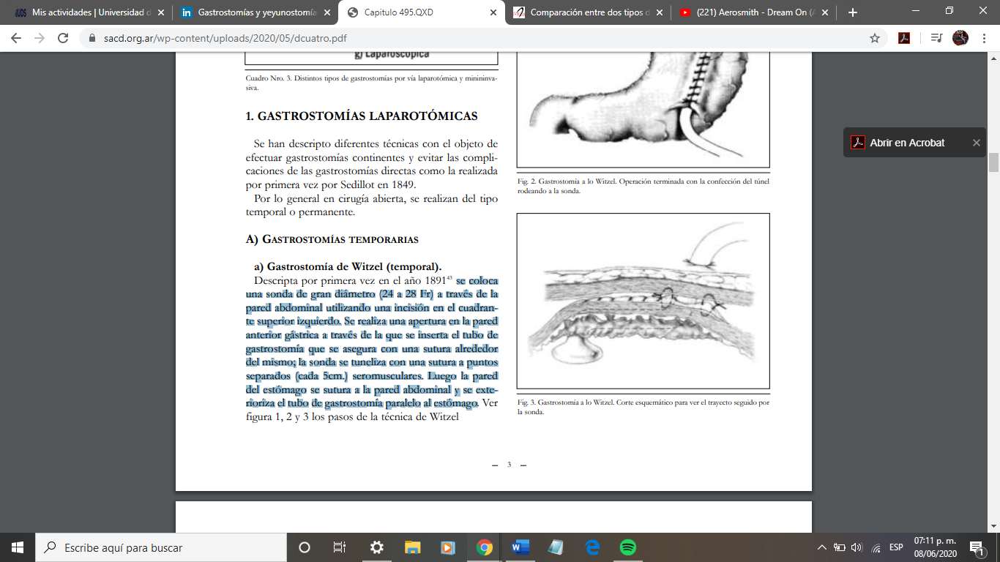 Mis actividades | Universidad d
Gastrostomías y yeyunostomía
Capitulo 495.QXD
Comparación entre dos tipos d
(221) Aerosmith - Dream On (A
sacd.org.ar/wp-content/uploads/2020/05/dcuatro.pdf
Abrir en Acrobat
g) Laparoscópica
Cuadro Nro. 3. Distintos tipos de gastrostomías por vía laparotómica y minininva-
siva.
1. GASTROSTOMÍAS LAPAROTÓMICAS
Se han descripto diferentes técnicas con el objeto de
efectuar gastrostomías continentes y evitar las compli-
caciones de las gastrostomías directas como la realizada
por primera vez por Sedillot en 1849.
Por lo general en cirugía abierta, se realizan del tipo
temporal o permanente.
A) GASTROSTOMÍAS TEMPORARIAS
a) Gastrostomía de Witzel (temporal).
Descripta por primera vez en el año 1891⁴³ se coloca
una sonda de gran diámetro (24 a 28 Fr) a través de la
pared abdominal utilizando una incisión en el cuadran-
te superior izquierdo. Se realiza una apertura en la pared
anterior gástrica a través de la que se inserta el tubo de
gastrostomía que se asegura con una sutura alrededor
del mismo; la sonda se tuneliza con una sutura a puntos
separados (cada 5cm.) seromusculares. Luego la pared
del estómago se sutura a la pared abdominal y se exte-
rioriza el tubo de gastrostomía paralelo al estómago. Ver
figura 1, 2 y 3 los pasos de la técnica de Witzel
Fig. 2. Gastrostomía a lo Witzel. Operación terminada con la confección del túnel
rodeando a la sonda.
Fig. 3. Gastrostomía a lo Witzel. Corte esquemático para ver el trayecto seguido por
la sonda.
— 3 —
Escribe aquí para buscar
ESP
07:11 p. m.
08/06/2020
1